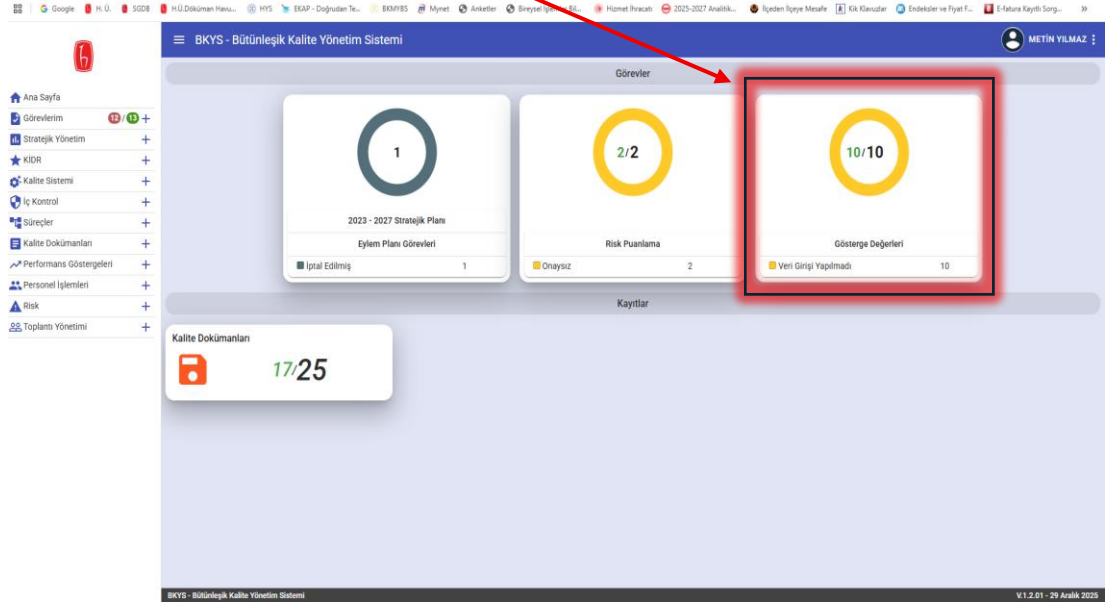 Google H. Ü. SGDB H.Ü.Döküman Havu... HYS EKAP - Doğrudan Te... BKMYBS Mynet Anketler Bireysel Hizmet İhracatı 2025-2027 Analitik... İlçeden İlçeye Mesafe Kik Klavuzlar Endeksler ve Fiyat F... E-fatura Kayıtlı Sorg...
BKYS - Bütünleşik Kalite Yönetim Sistemi
METİN YILMAZ
Ana Sayfa
Görevlerim 12/13 +
Stratejik Yönetim +
KİDR +
Kalite Sistemi +
İç Kontrol +
Süreçler +
Kalite Dokümanları +
Performans Göstergeleri +
Personel İşlemleri +
Risk +
Toplantı Yönetimi +
Görevler
1
2023 - 2027 Stratejik Planı
Eylem Planı Görevleri
İptal Edilmiş 1
2/2
Risk Puanlama
Onaysız 2
10/10
Gösterge Değerleri
Veri Girişi Yapılmadı 10
Kayıtlar
Kalite Dokümanları
17/25
BKYS - Bütünleşik Kalite Yönetim Sistemi
V.1.2.01 - 29 Aralık 2025